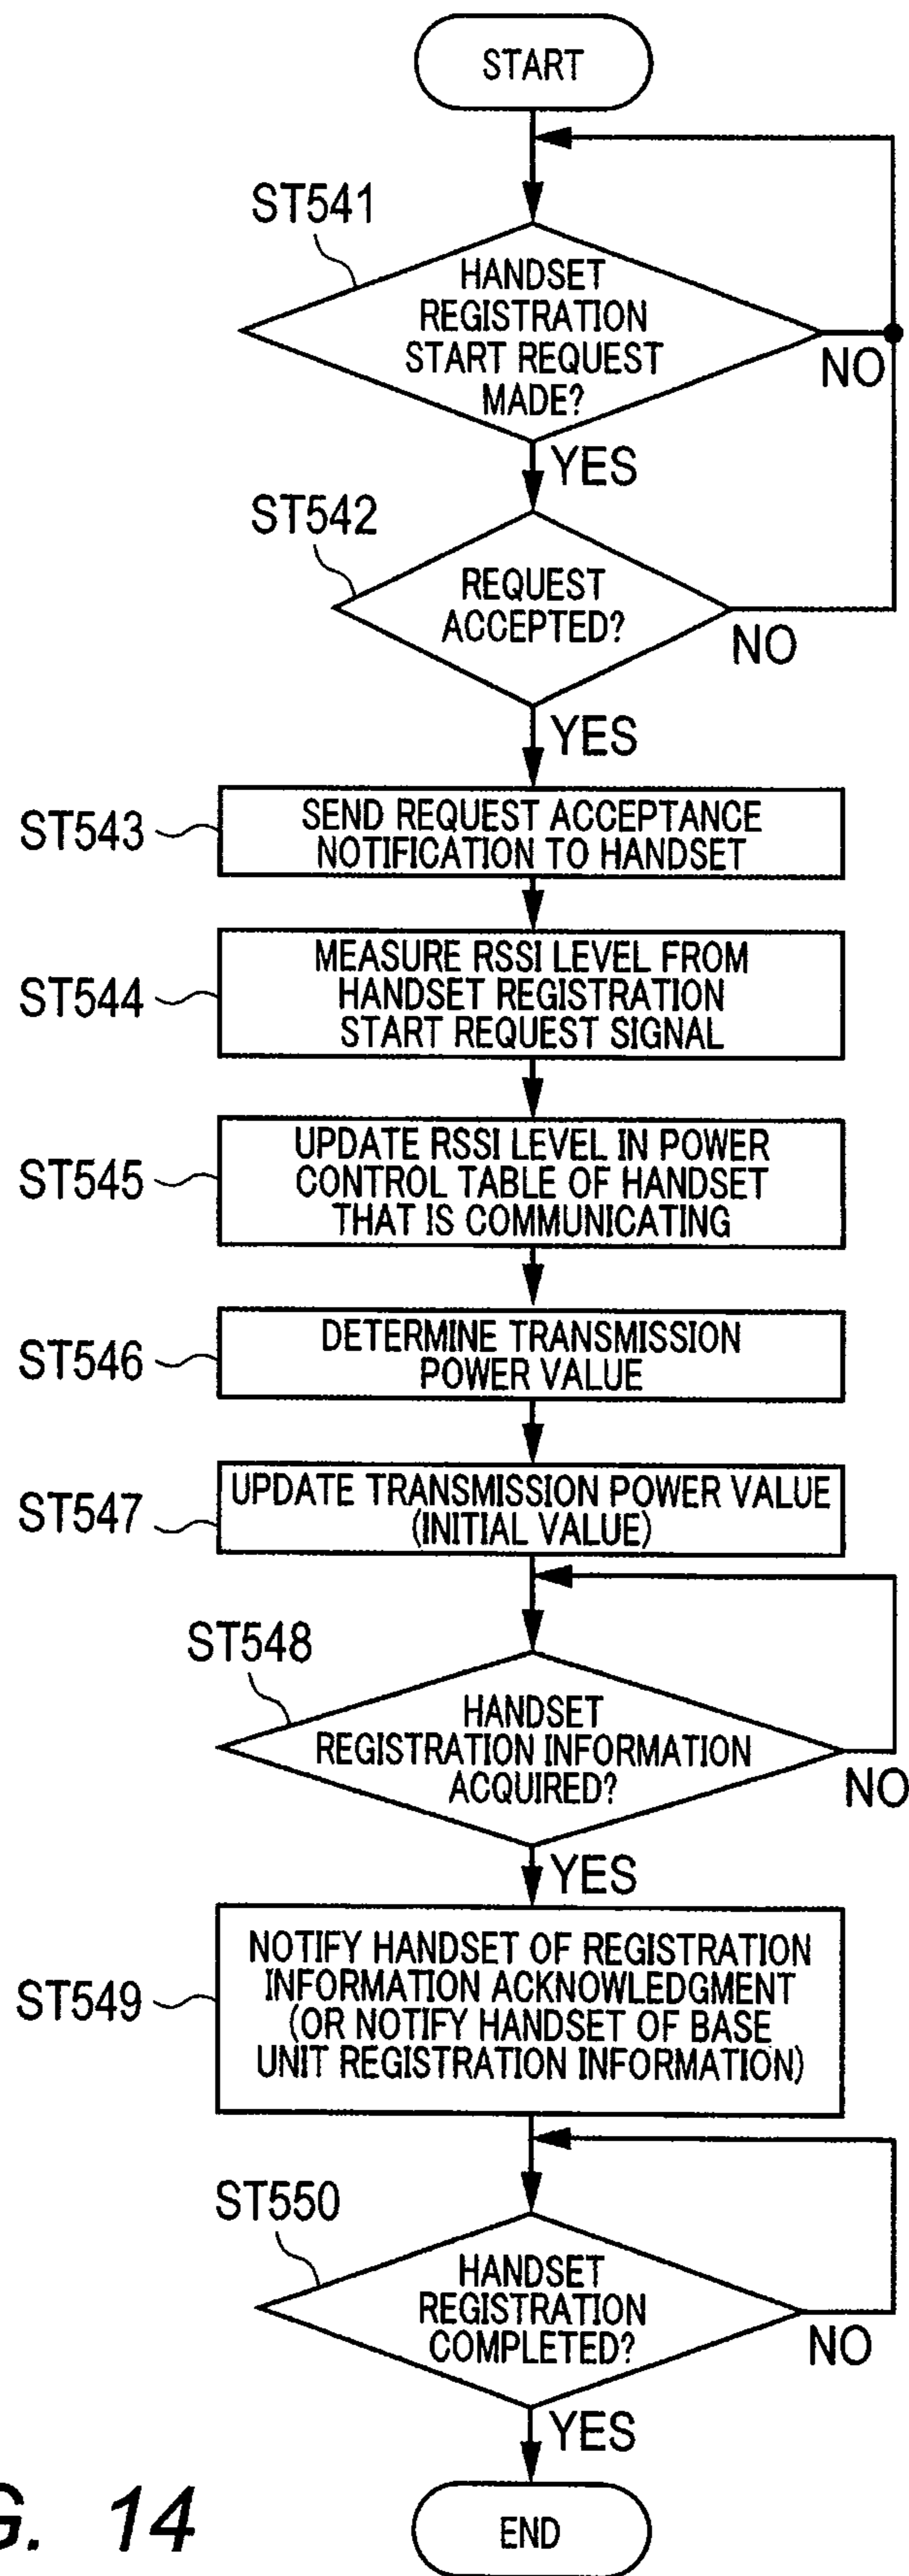 START
ST541
HANDSET
REGISTRATION
START REQUEST
MADE?
NO
YES
ST542
REQUEST
ACCEPTED?
NO
YES
ST543
SEND REQUEST ACCEPTANCE
NOTIFICATION TO HANDSET
ST544
MEASURE RSSI LEVEL FROM
HANDSET REGISTRATION
START REQUEST SIGNAL
ST545
UPDATE RSSI LEVEL IN POWER
CONTROL TABLE OF HANDSET
THAT IS COMMUNICATING
ST546
DETERMINE TRANSMISSION
POWER VALUE
ST547
UPDATE TRANSMISSION POWER VALUE
(INITIAL VALUE)
ST548
HANDSET
REGISTRATION INFORMATION
ACQUIRED?
NO
YES
ST549
NOTIFY HANDSET OF REGISTRATION
INFORMATION ACKNOWLEDGMENT
(OR NOTIFY HANDSET OF BASE
UNIT REGISTRATION INFORMATION)
ST550
HANDSET
REGISTRATION
COMPLETED?
NO
YES
END
G. 14